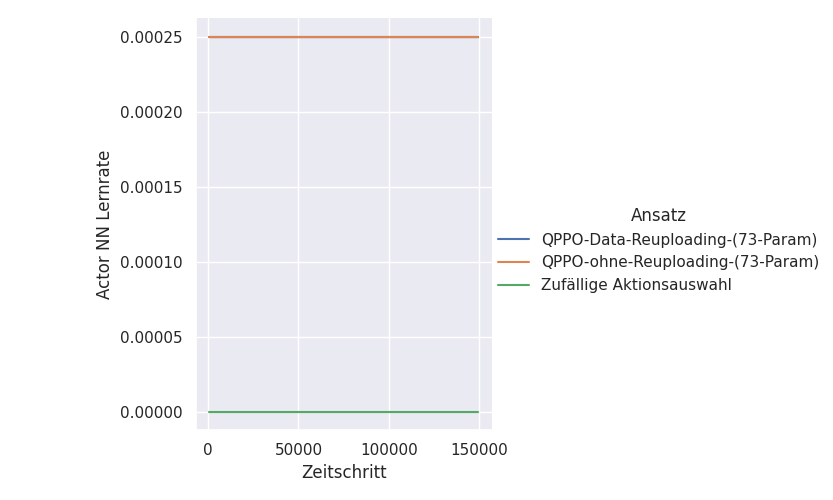 0.00025
0.00020
0.00015
0.00010
0.00005
0.00000
Actor NN Lernrate
0 50000 100000 150000
Zeitschritt
Ansatz
QPPO-Data-Reuploading-(73-Param)
QPPO-ohne-Reuploading-(73-Param)
Zufällige Aktionsauswahl